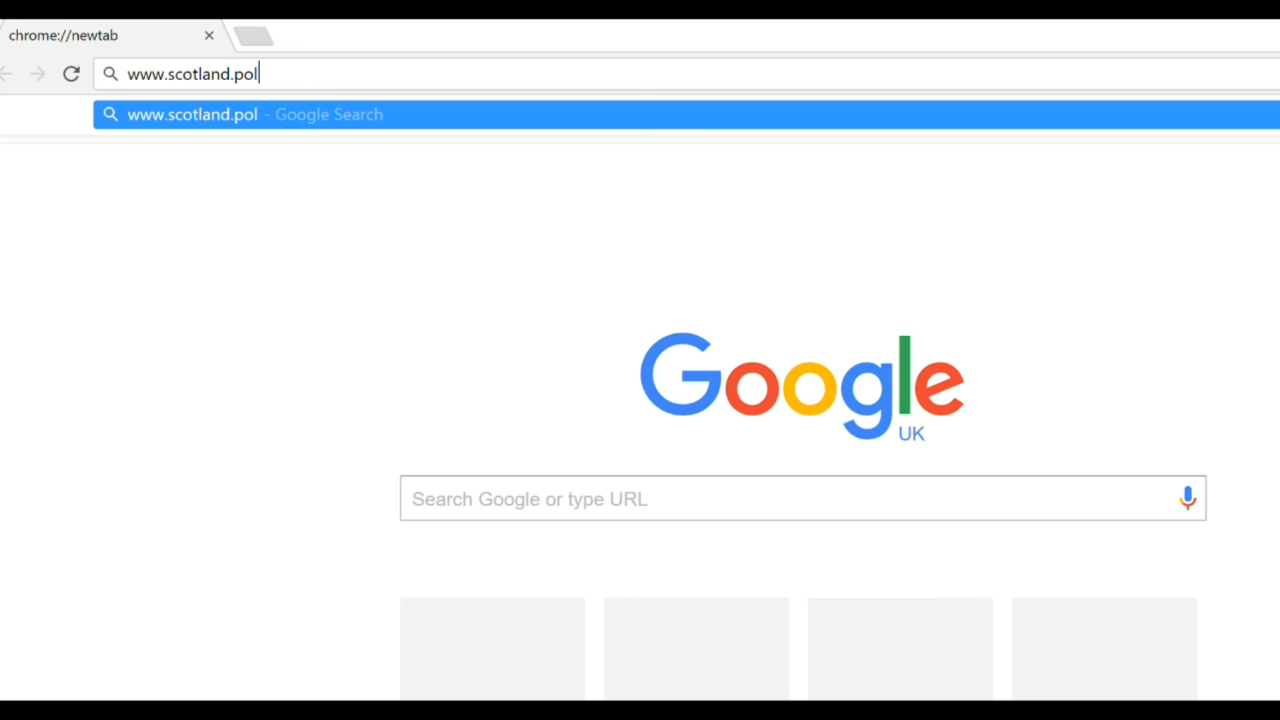 chrome://newtab
www.scotland.pol
www.scotland.pol - Google Search
Google
UK
Search Google or type URL